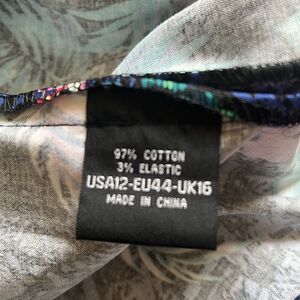 97% COTTON
3% ELASTIC
USA12-EU44-UK16
MADE IN CHINA